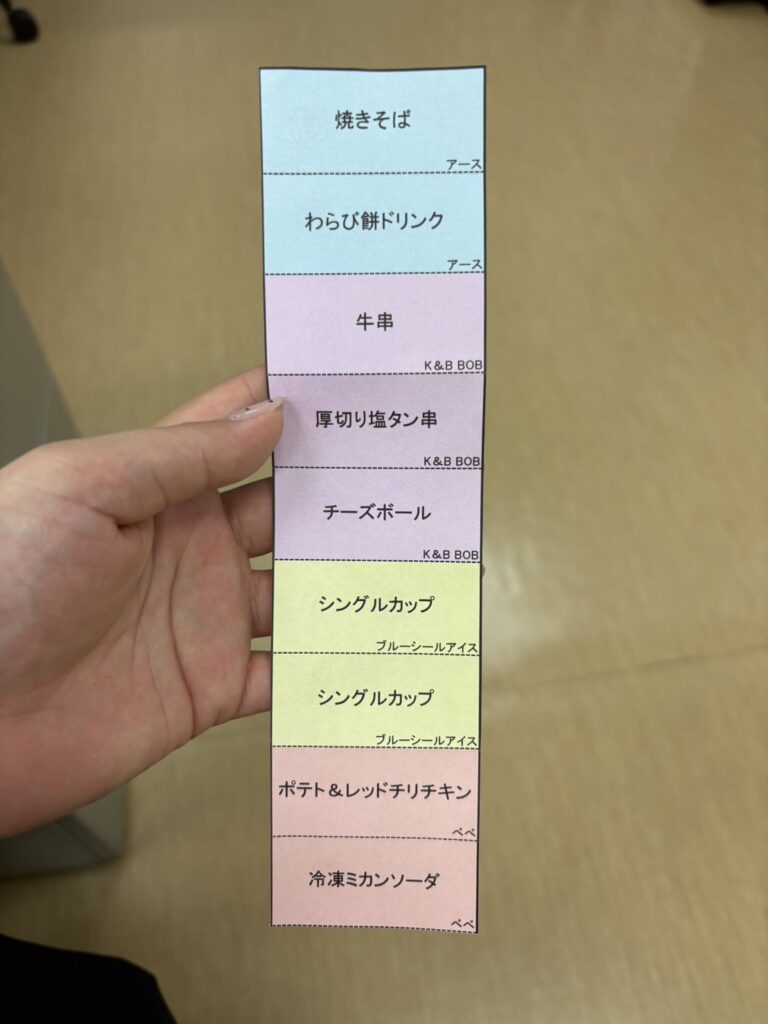 焼きそば
アース
わらび餅ドリンク
アース
牛串
K&B BOB
厚切り塩タン串
K&B BOB
チーズボール
K&B BOB
シングルカップ
ブルーシールアイス
シングルカップ
ブルーシールアイス
ポテト&レッドチリチキン
ペペ
冷凍ミカンソーダ
ペペ